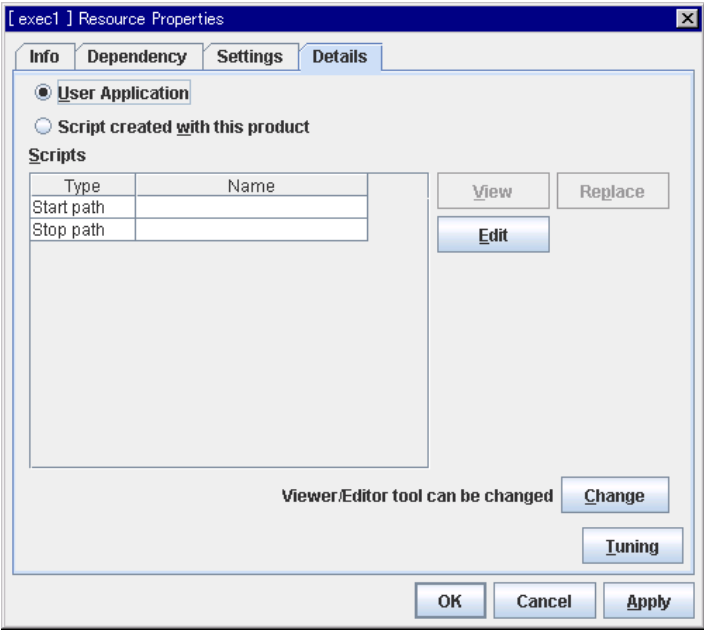 [ exec1 ] Resource Properties
Info Dependency Settings Details
User Application
Script created with this product
Scripts
Type Name
Start path
Stop path
View Replace
Edit
Viewer/Editor tool can be changed Change
Tuning
OK Cancel Apply